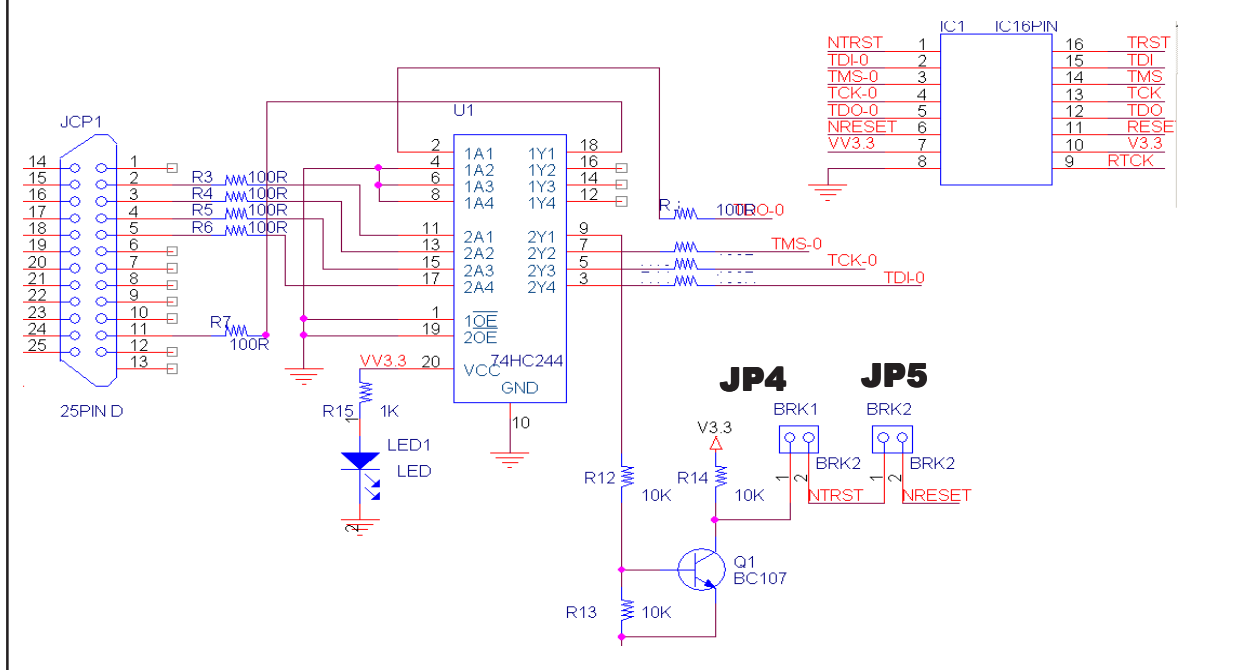 IC1 IC16PIN
NTRST 1 16 TRST
TDI-0 2 15 TDI
TMS-0 3 14 TMS
TCK-0 4 13 TCK
TDO-0 5 12 TDO
NRESET 6 11 RESE
VV3.3 7 10 V3.3
8 9 RTCK
JCP1
14 1
15 2
16 3
17 4
18 5
19 6
20 7
21 8
22 9
23 10
24 11
25 12
13
25PIN D
R3 100R
R4 100R
R5 100R
R6 100R
R7
100R
U1
2 1A1 1Y1 18
4 1A2 1Y2 16
6 1A3 1Y3 14
8 1A4 1Y4 12
11 2A1 2Y1 9
13 2A2 2Y2 7
15 2A3 2Y3 5
17 2A4 2Y4 3
1 1OE
19 2OE
VV3.3 20 VCC 74HC244
GND
10
R 100R
TDO-0
TMS-0
TCK-0
TDI-0
R15 1K
1
LED1
LED
2
JP4 JP5
BRK1 BRK2
BRK2 BRK2
1 2 1 2
NTRST NRESET
V3.3
R12 10K
R14 10K
Q1
BC107
R13 10K